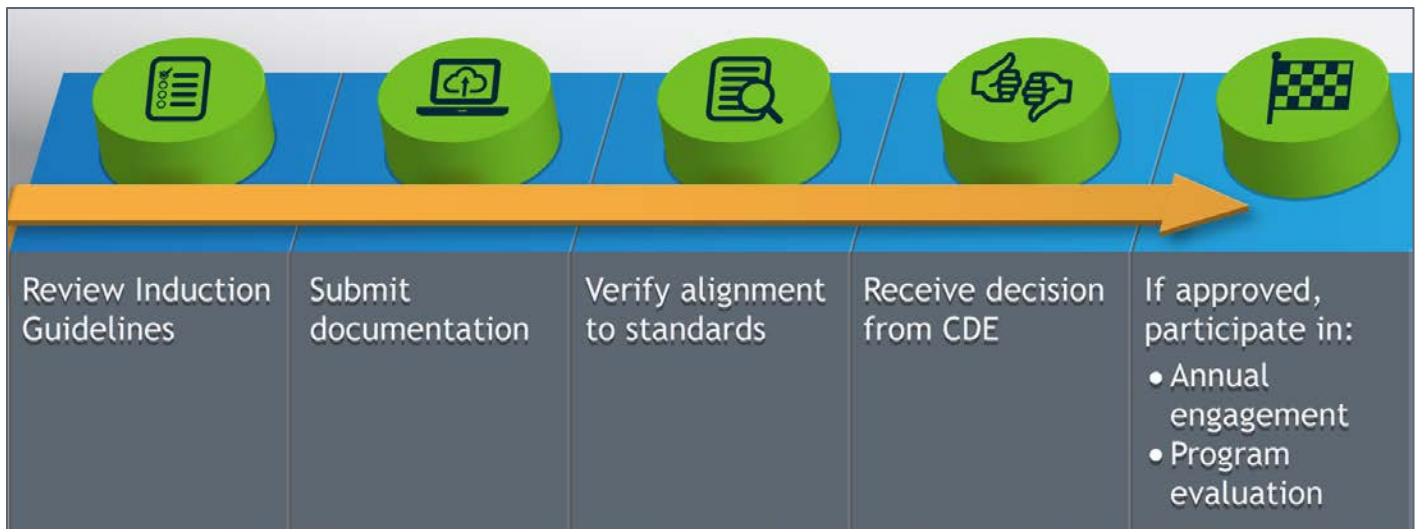 Review Induction
Guidelines
Submit
documentation
Verify alignment
to standards
Receive decision
from CDE
If approved,
participate in:
• Annual
engagement
• Program
evaluation